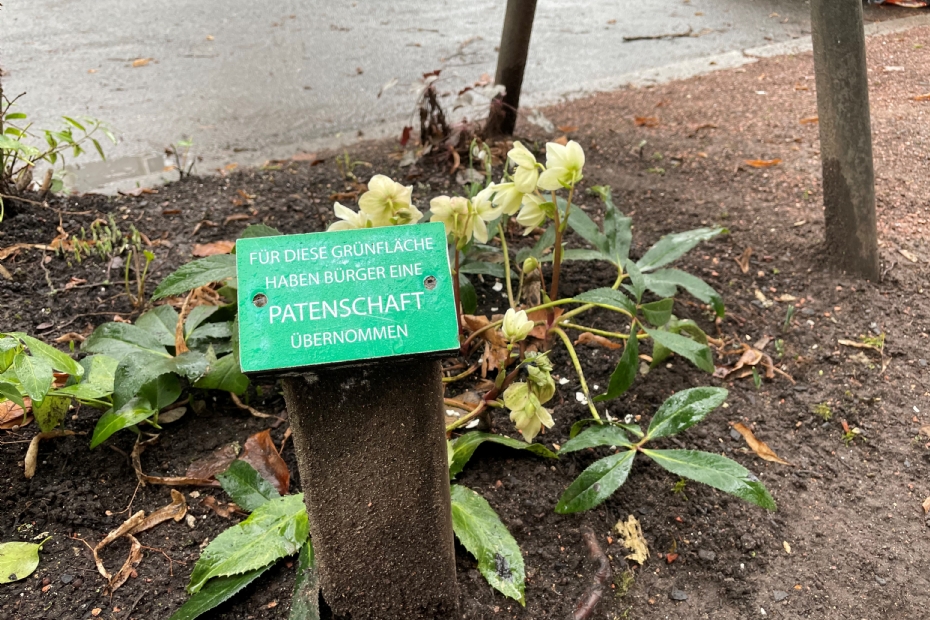 FÜR DIESE GRÜNFLÄCHE
HABEN BÜRGER EINE
PATENSCHAFT
ÜBERNOMMEN